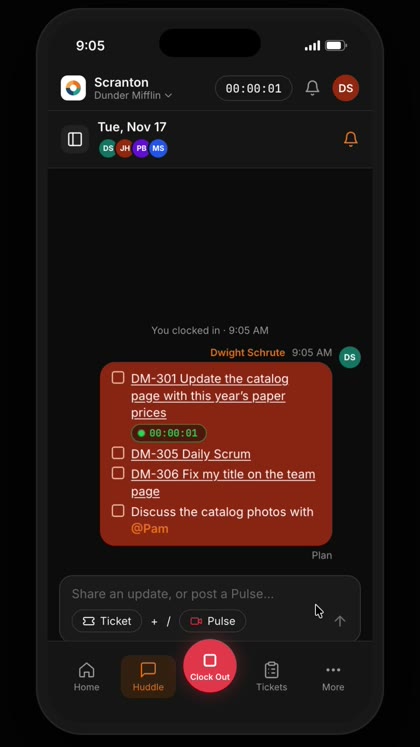 9:05
Scranton
Dunder Mifflin
00:00:01
DS
Tue, Nov 17
DS JH PB MS
You clocked in · 9:05 AM
Dwight Schrute 9:05 AM
DS
DM-301 Update the catalog
page with this year's paper
prices
00:00:01
DM-305 Daily Scrum
DM-306 Fix my title on the team
page
Discuss the catalog photos with
@Pam
Plan
Share an update, or post a Pulse...
Ticket + / Pulse
Home
Huddle
Clock Out
Tickets
More